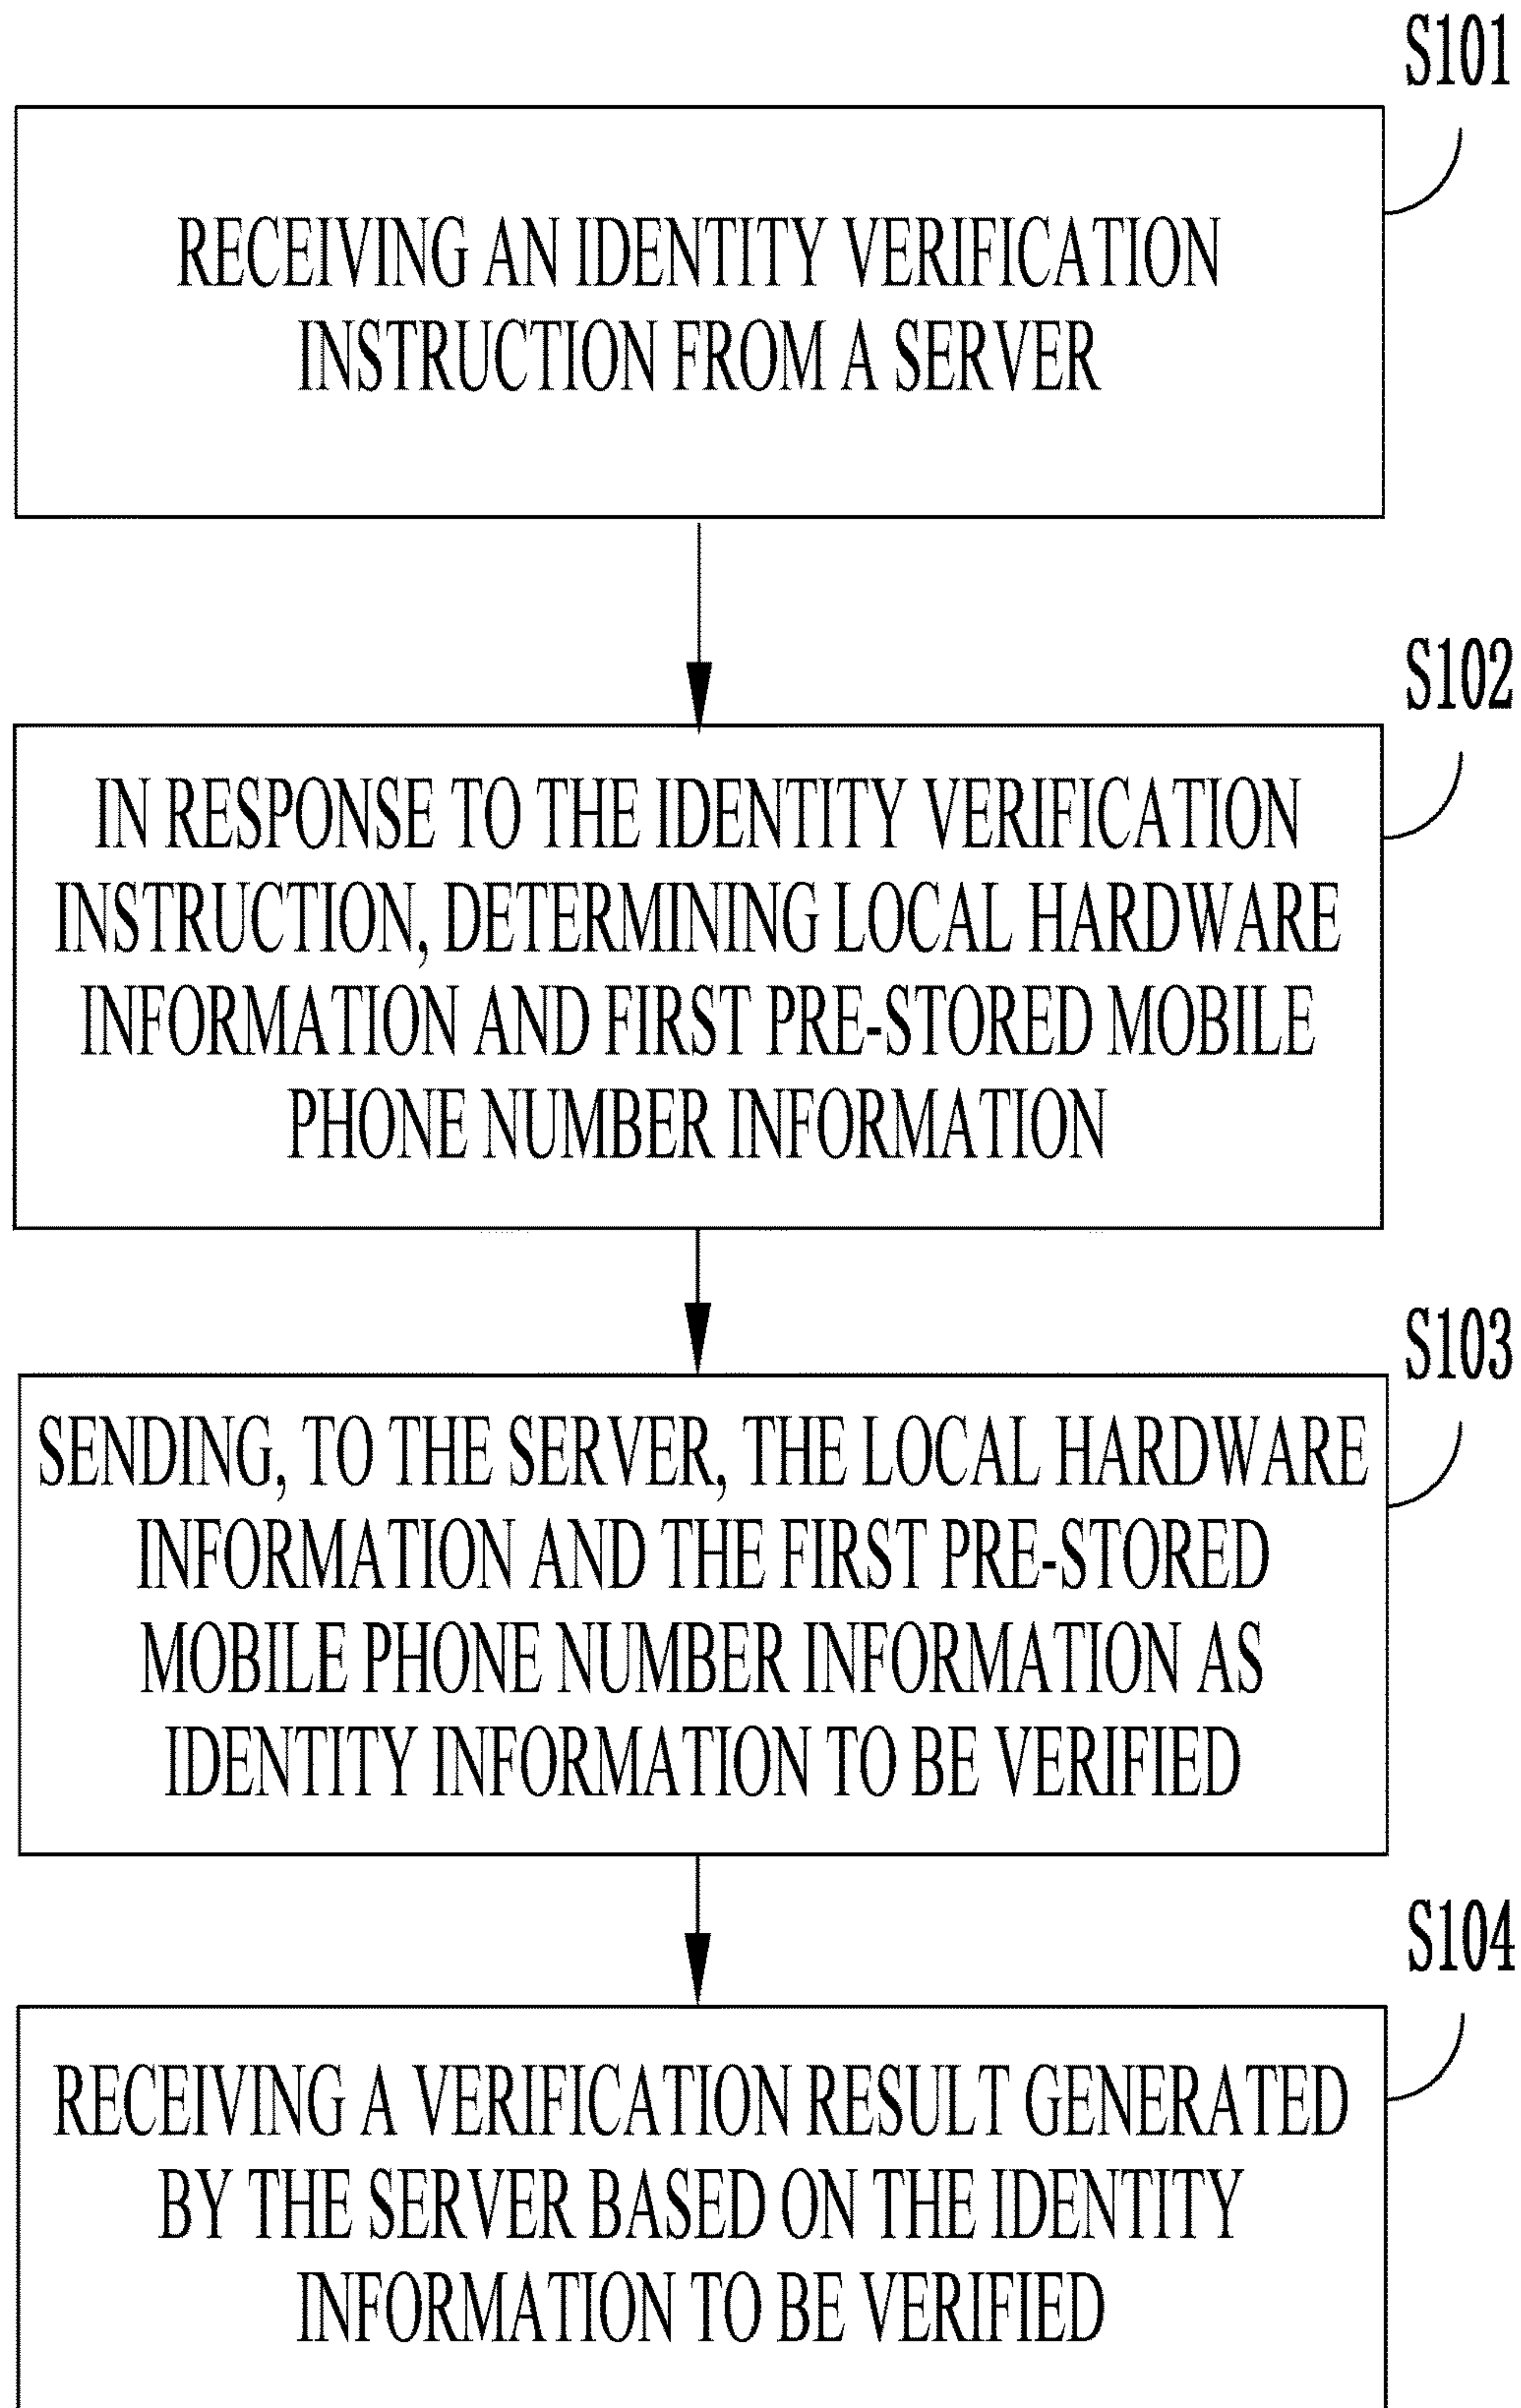 S101
RECEIVING AN IDENTITY VERIFICATION
INSTRUCTION FROM A SERVER
S102
IN RESPONSE TO THE IDENTITY VERIFICATION
INSTRUCTION, DETERMINING LOCAL HARDWARE
INFORMATION AND FIRST PRE-STORED MOBILE
PHONE NUMBER INFORMATION
S103
SENDING, TO THE SERVER, THE LOCAL HARDWARE
INFORMATION AND THE FIRST PRE-STORED
MOBILE PHONE NUMBER INFORMATION AS
IDENTITY INFORMATION TO BE VERIFIED
S104
RECEIVING A VERIFICATION RESULT GENERATED
BY THE SERVER BASED ON THE IDENTITY
INFORMATION TO BE VERIFIED